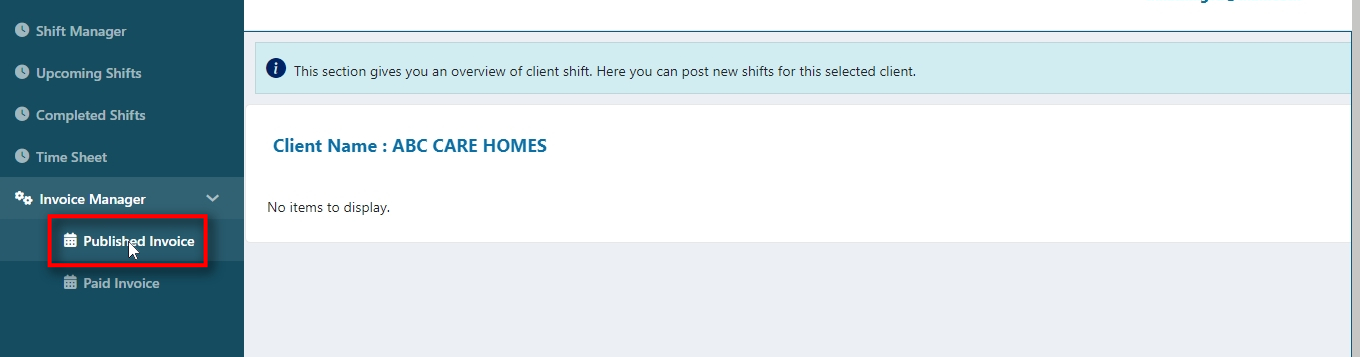 Shift Manager
Upcoming Shifts
Completed Shifts
Time Sheet
Invoice Manager
Published Invoice
Paid Invoice
This section gives you an overview of client shift. Here you can post new shifts for this selected client.
Client Name : ABC CARE HOMES
No items to display.